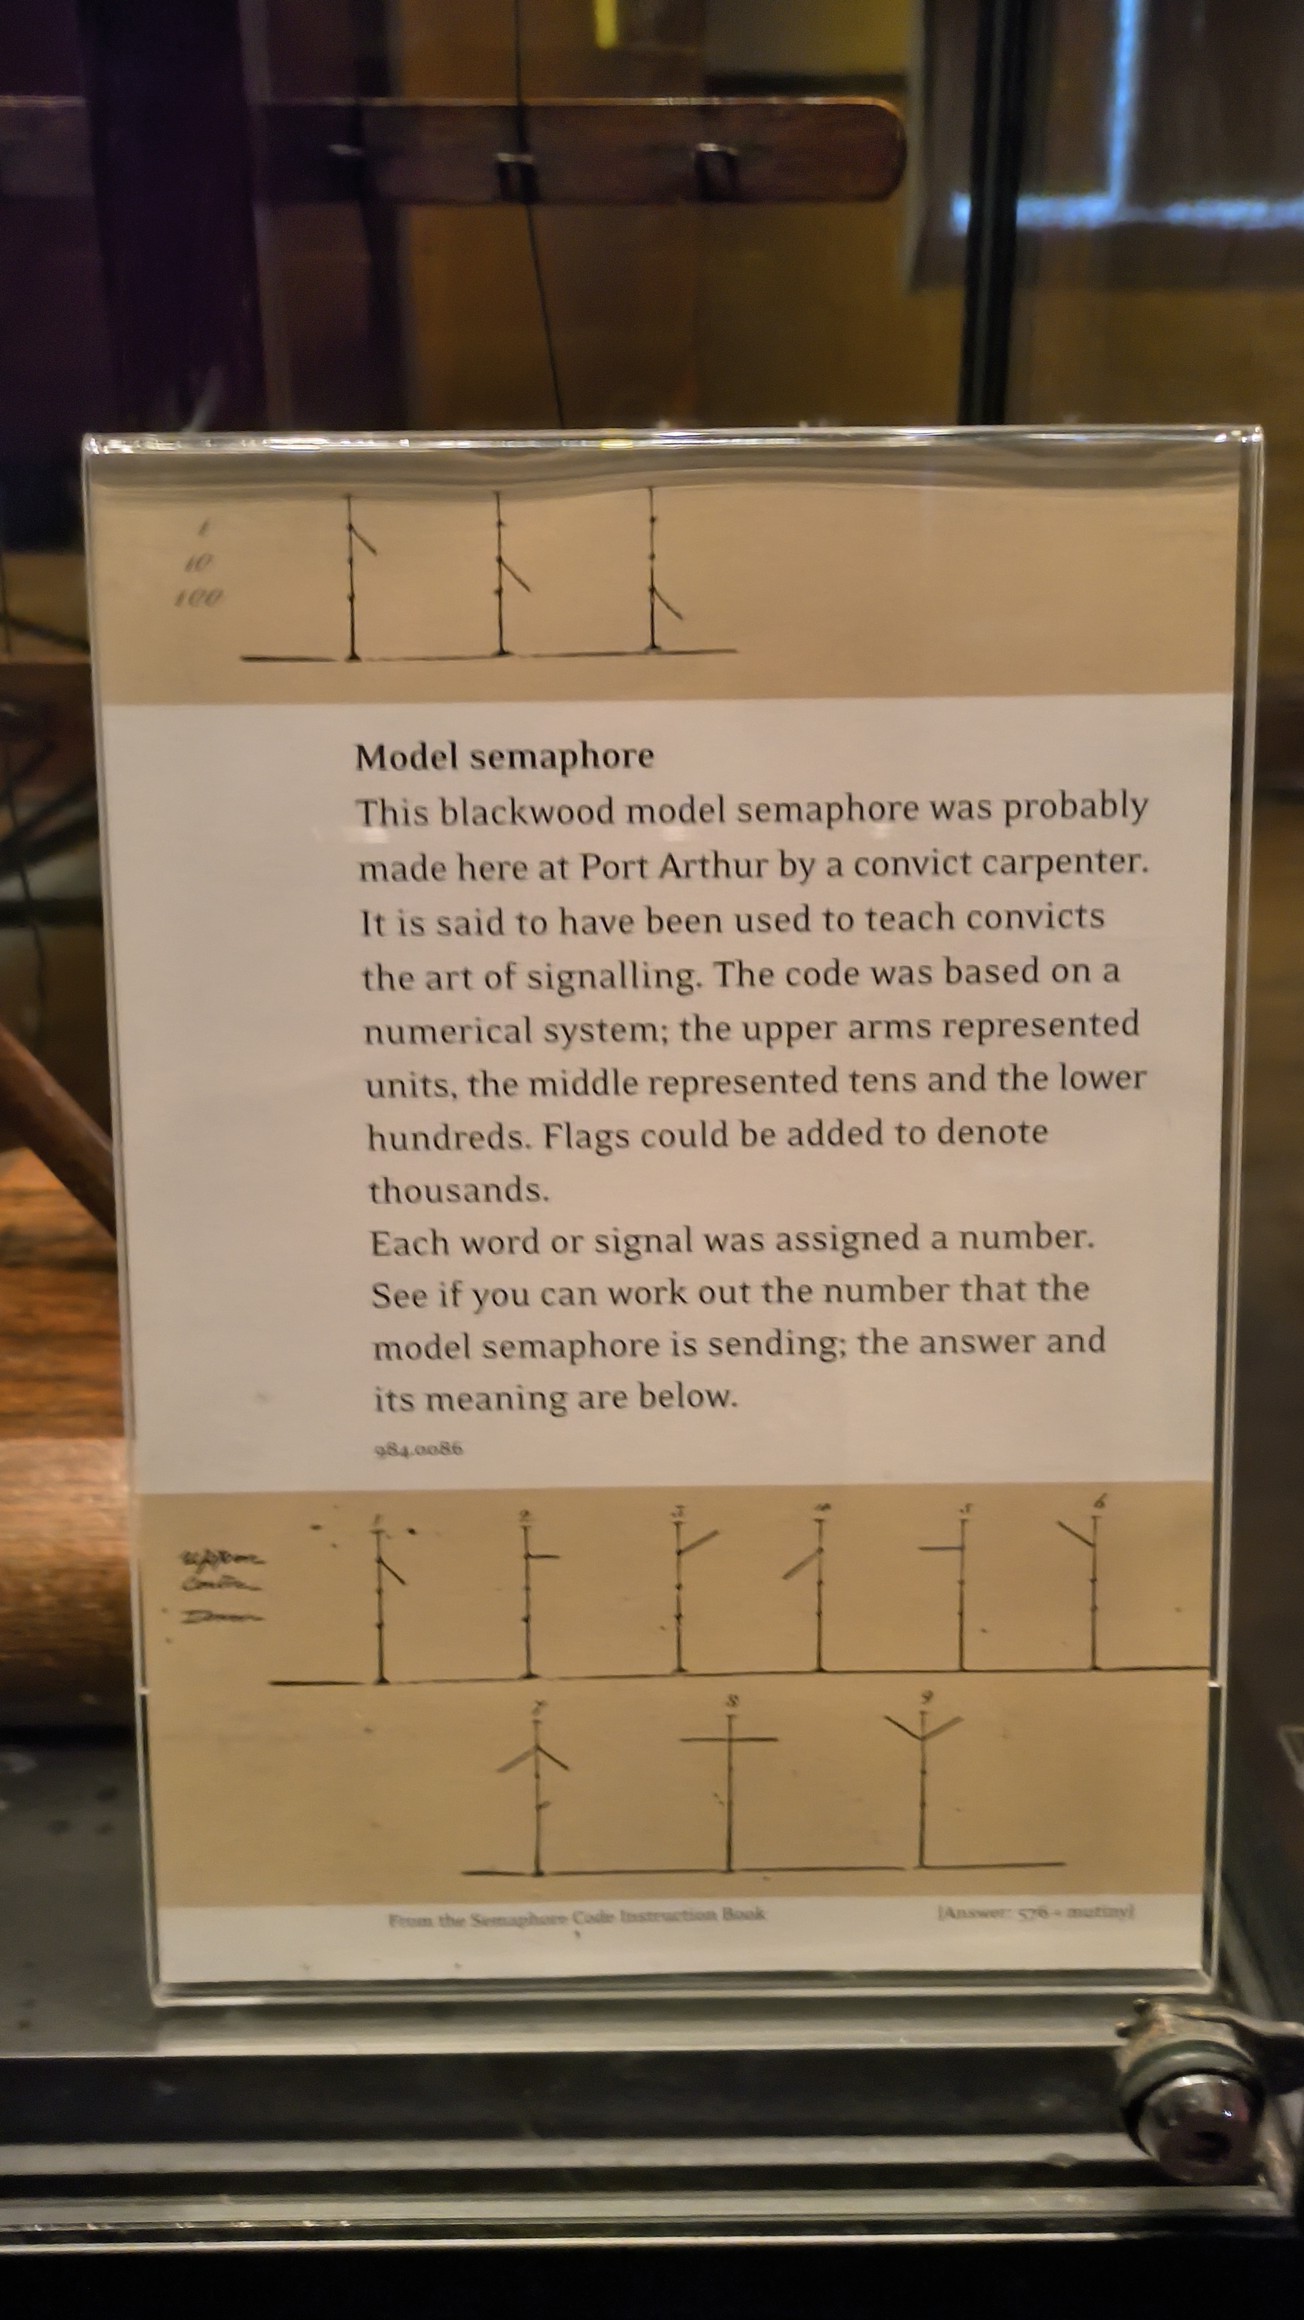 1
10
100
Model semaphore
This blackwood model semaphore was probably
made here at Port Arthur by a convict carpenter.
It is said to have been used to teach convicts
the art of signalling. The code was based on a
numerical system; the upper arms represented
units, the middle represented tens and the lower
hundreds. Flags could be added to denote
thousands.
Each word or signal was assigned a number.
See if you can work out the number that the
model semaphore is sending; the answer and
its meaning are below.
984.0086
1 2 3 4 5 6
7 8 9
From the Semaphore Code Instruction Book
[Answer: 576 - mutiny]